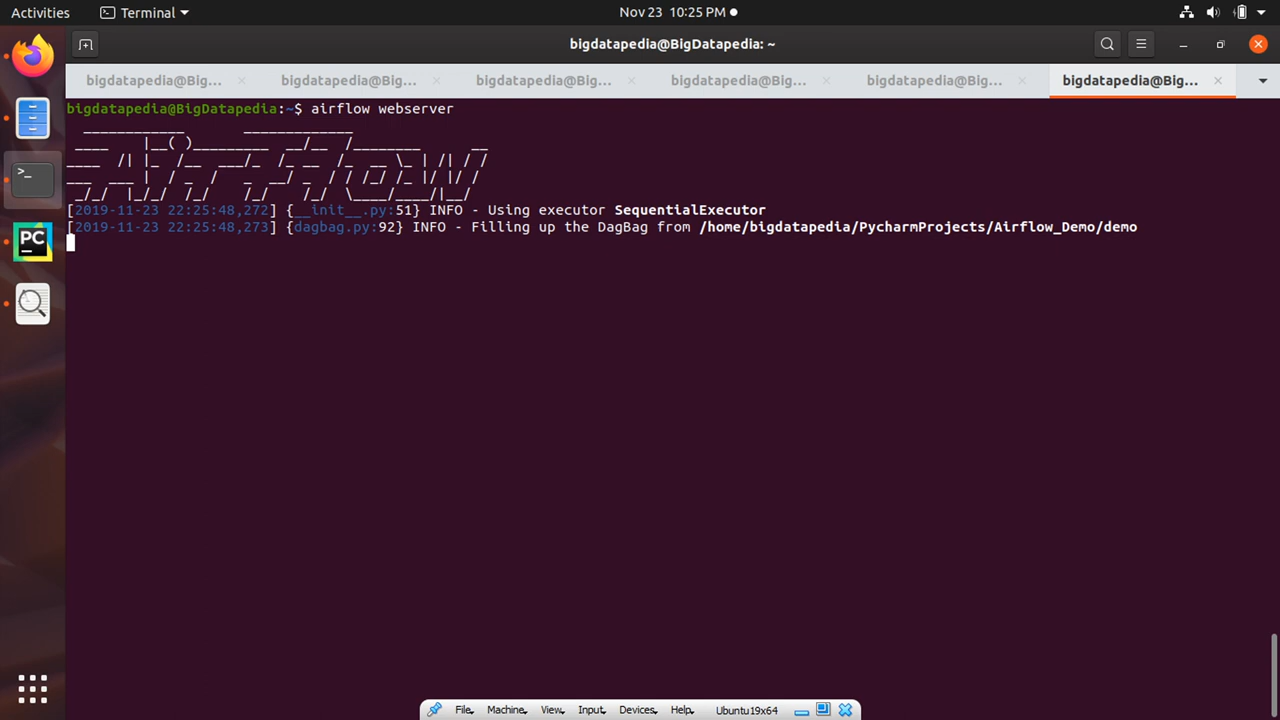 Activities Terminal Nov 23 10:25 PM
bigdatapedia@BigDatapedia: ~
bigdatapedia@Big... bigdatapedia@Big... bigdatapedia@Big... bigdatapedia@Big... bigdatapedia@Big... bigdatapedia@Big...
bigdatapedia@BigDatapedia:~$ airflow webserver
Airflow
[2019-11-23 22:25:48,272] {__init__.py:51} INFO - Using executor SequentialExecutor
[2019-11-23 22:25:48,273] {dagbag.py:92} INFO - Filling up the DagBag from /home/bigdatapedia/PycharmProjects/Airflow_Demo/demo
>_
PC
File Machine View Input Devices Help Ubuntu19x64